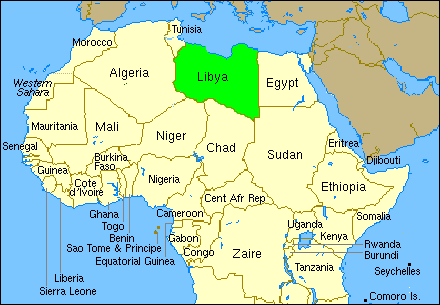 Tunisia
Morocco
Algeria
Libya
Egypt
Western
Sahara
Mauritania
Mali
Niger
Chad
Sudan
Eritrea
Djibouti
Senegal
Guinea
Burkina
Faso
Cote
d'Ivoire
Nigeria
Ethiopia
Cent Afr Rep
Somalia
Ghana
Togo
Benin
Sao Tome & Principe
Equatorial Guinea
Cameroon
Gabon
Congo
Zaire
Uganda
Kenya
Rwanda
Burundi
Tanzania
Seychelles
Comoro Is.
Liberia
Sierra Leone